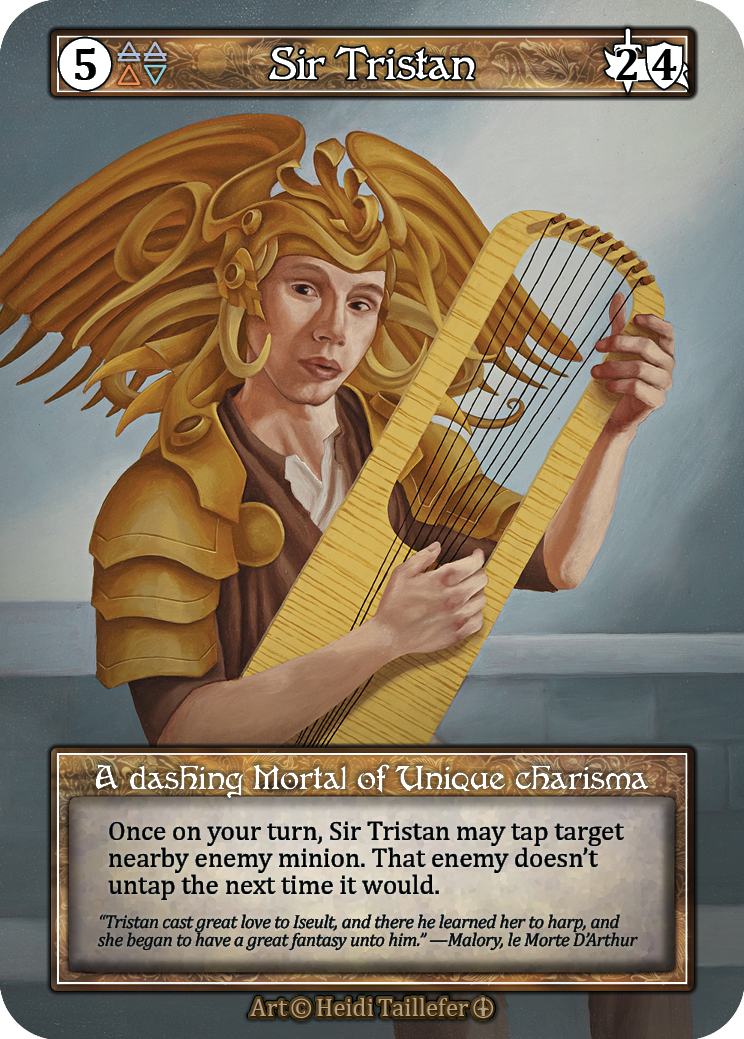 5 Sir Tristan 2 4
A dashing Mortal of Unique charisma
Once on your turn, Sir Tristan may tap target
nearby enemy minion. That enemy doesn't
untap the next time it would.
“Tristan cast great love to Iseult, and there he learned her to harp, and
she began to have a great fantasy unto him.” —Malory, le Morte D'Arthur
Art © Heidi Taillefer